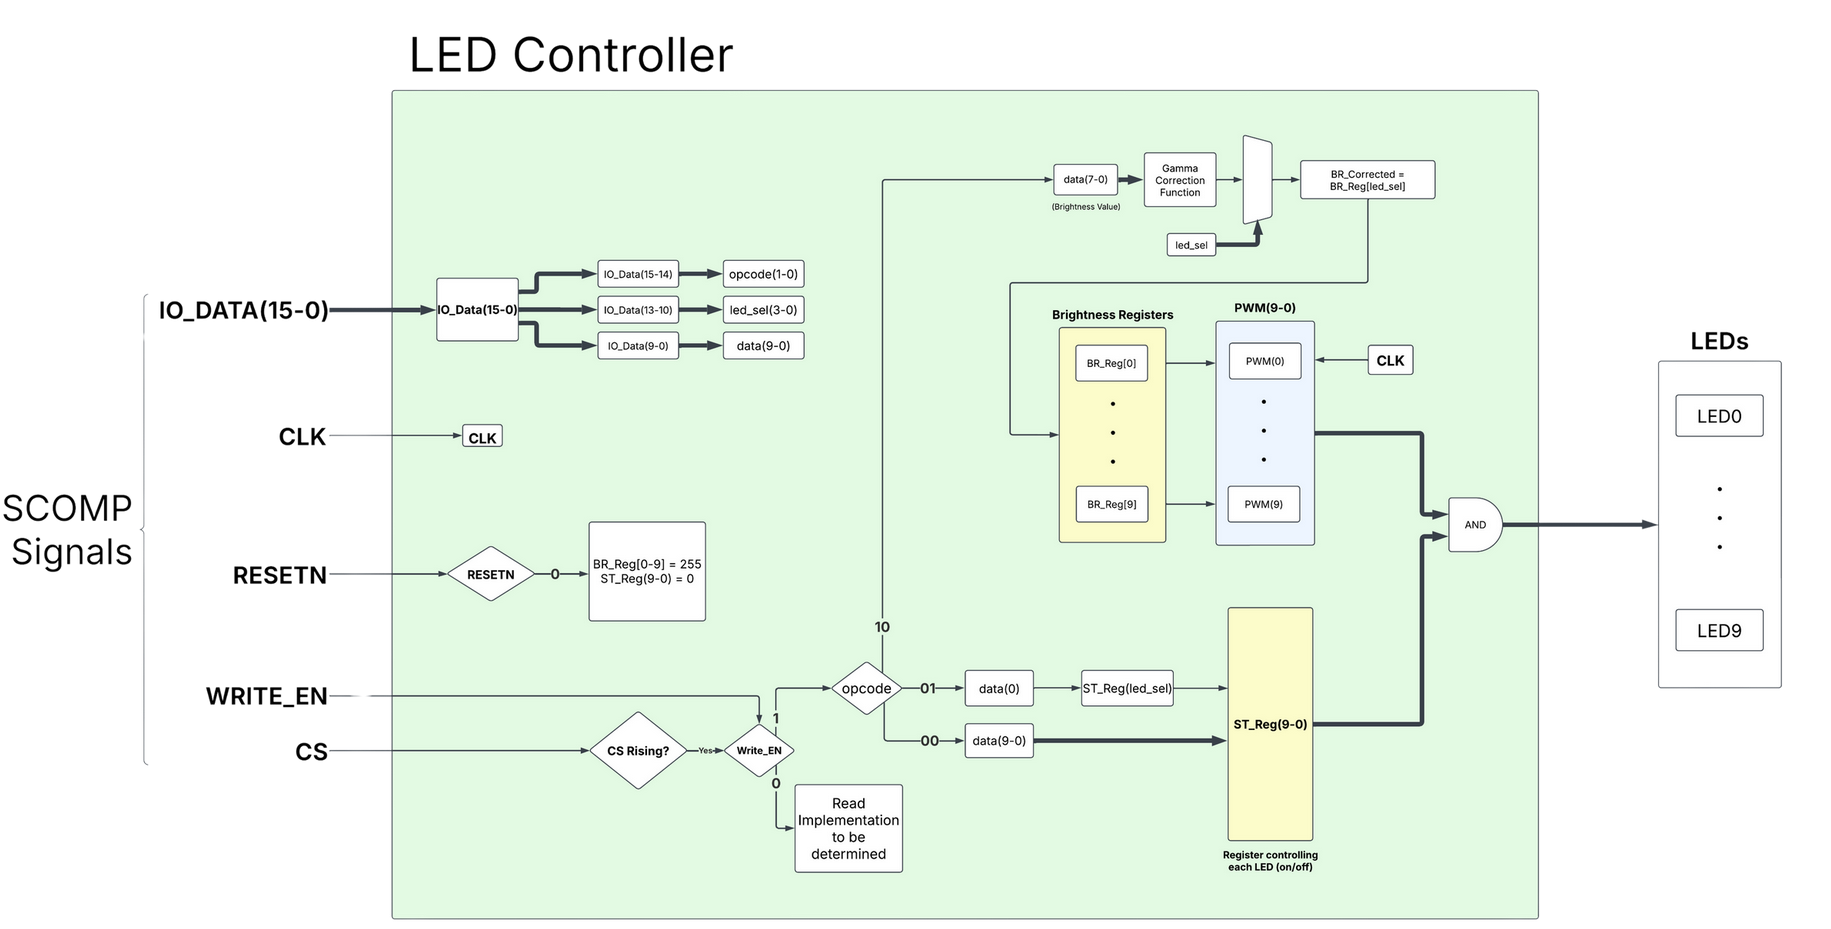 LED Controller
SCOMP
Signals
IO_DATA(15-0)
CLK
RESETN
WRITE_EN
CS
IO_Data(15-0)
IO_Data(15-14)
opcode(1-0)
IO_Data(13-10)
led_sel(3-0)
IO_Data(9-0)
data(9-0)
CLK
RESETN
0
BR_Reg[0-9] = 255
ST_Reg(9-0) = 0
CS Rising?
Yes
Write_EN
1
0
Read
Implementation
to be
determined
opcode
10
01
00
data(7-0)
(Brightness Value)
Gamma
Correction
Function
led_sel
BR_Corrected =
BR_Reg[led_sel]
Brightness Registers
BR_Reg[0]
BR_Reg[9]
PWM(9-0)
PWM(0)
PWM(9)
CLK
AND
data(0)
ST_Reg(led_sel)
data(9-0)
ST_Reg(9-0)
Register controlling
each LED (on/off)
LEDs
LED0
LED9